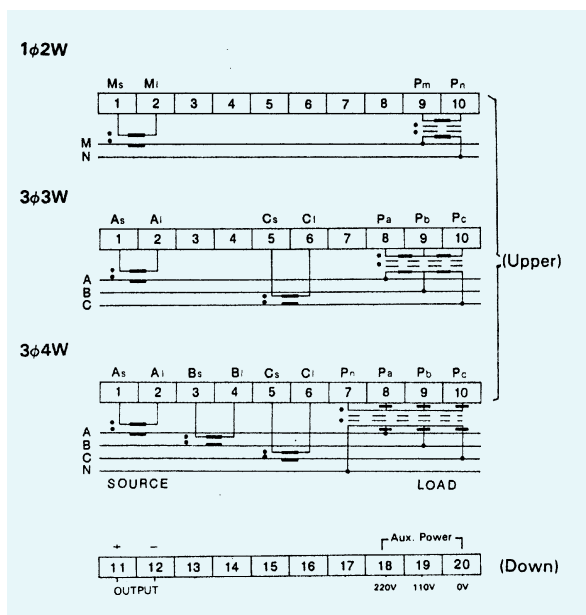 1φ2W
Ms Ml Pm Pn
1 2 3 4 5 6 7 8 9 10
M
N
3φ3W
As Al Cs Cl Pa Pb Pc
1 2 3 4 5 6 7 8 9 10
(Upper)
A
B
C
3φ4W
As Al Bs Bl Cs Cl Pn Pa Pb Pc
1 2 3 4 5 6 7 8 9 10
A
B
C
N
SOURCE LOAD
+ − Aux. Power
11 12 13 14 15 16 17 18 19 20 (Down)
OUTPUT 220V 110V 0V